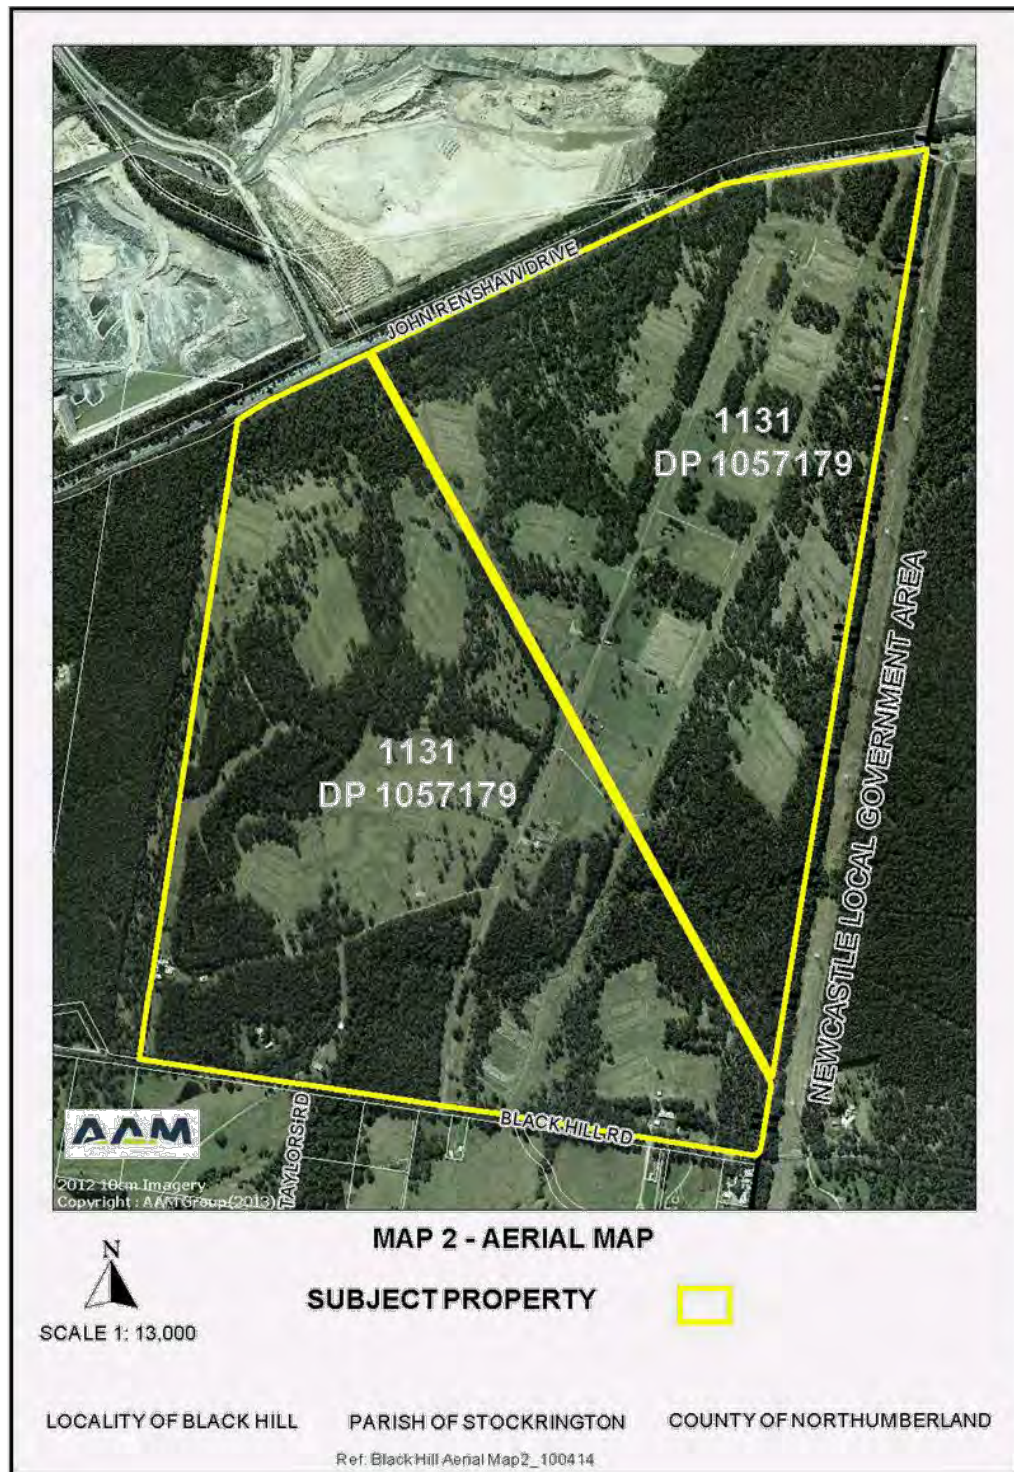 JOHN RENSHAW DRIVE
1131
DP 1057179
1131
DP 1057179
NEWCASTLE LOCAL GOVERNMENT AREA
BLACK HILL RD
TAYLORS RD
AAM
2012 10cm Imagery
Copyright : AAM Group (2013)
MAP 2 - AERIAL MAP
N
SUBJECT PROPERTY
SCALE 1: 13,000
LOCALITY OF BLACK HILL PARISH OF STOCKRINGTON COUNTY OF NORTHUMBERLAND
Ref: Black Hill Aerial Map2_100414